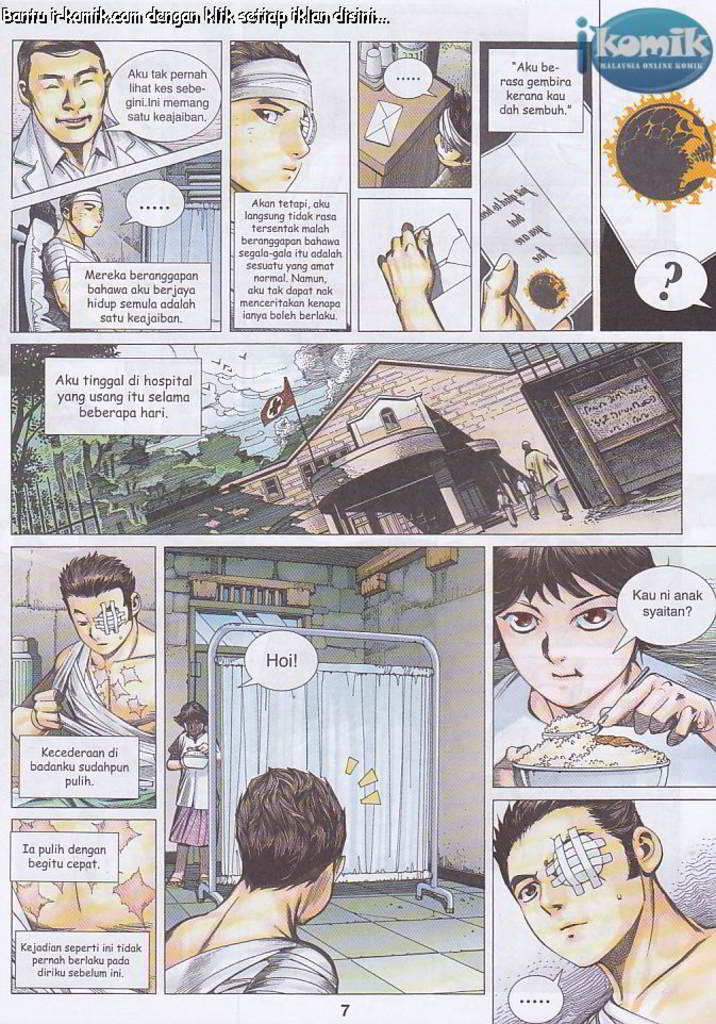 Bantu i-komik.com dengan klik setiap iklan disini...
ikomik
MALAYSIA ONLINE KOMIK
Aku tak pernah
lihat kes sebe-
gini.Ini memang
satu keajaiban.
.....
Mereka beranggapan
bahawa aku berjaya
hidup semula adalah
satu keajaiban.
Akan tetapi, aku
langsung tidak rasa
tersentak malah
beranggapan bahawa
segala-gala itu adalah
sesuatu yang amat
normal. Namun,
aku tak dapat nak
menceritakan kenapa
ianya boleh berlaku.
.....
"Aku be-
rasa gembira
kerana kau
dah sembuh."
?
Aku tinggal di hospital
yang usang itu selama
beberapa hari.
Kecederaan di
badanku sudahpun
pulih.
Ia pulih dengan
begitu cepat.
Kejadian seperti ini tidak
pernah berlaku pada
diriku sebelum ini.
Hoi!
Kau ni anak
syaitan?
.....
7